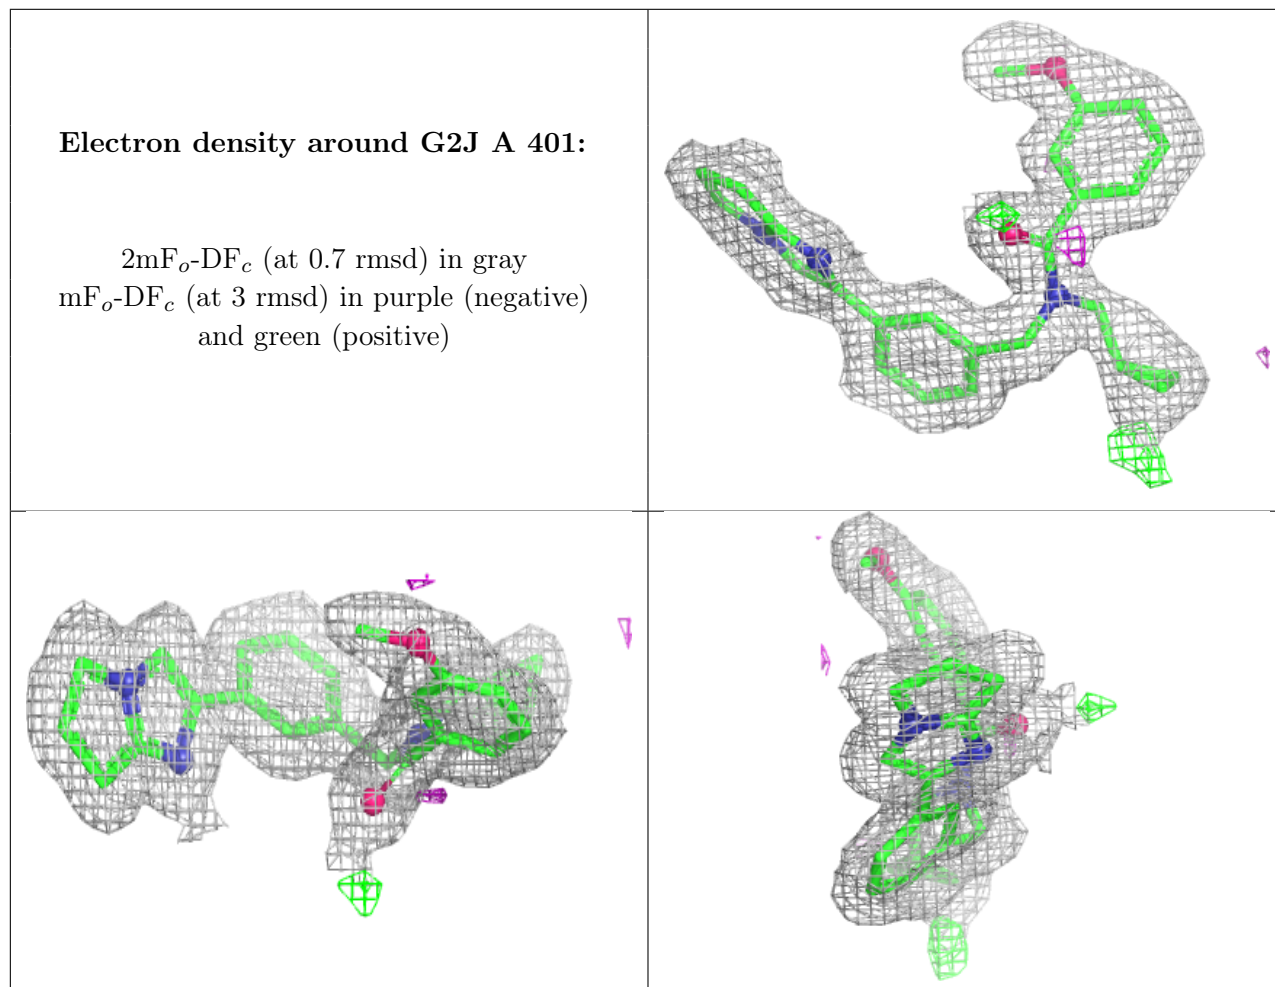 Electron density around G2J A 401:
2mFo-DFc (at 0.7 rmsd) in gray
mFo-DFc (at 3 rmsd) in purple (negative)
and green (positive)